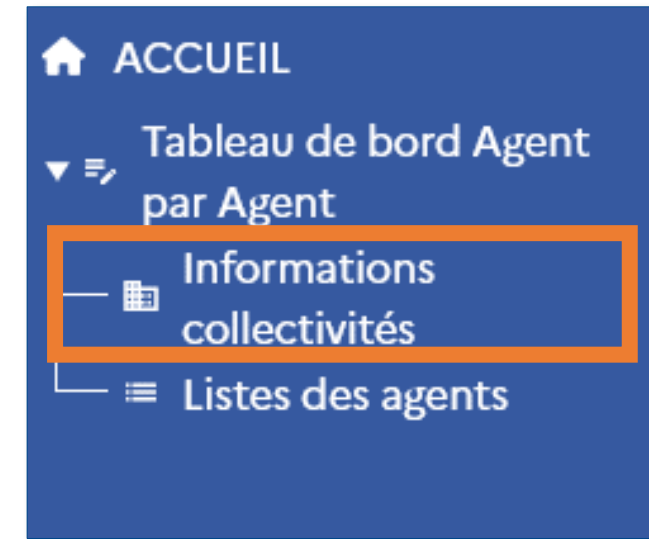 ACCUEIL
Tableau de bord Agent
par Agent
Informations
collectivités
Listes des agents